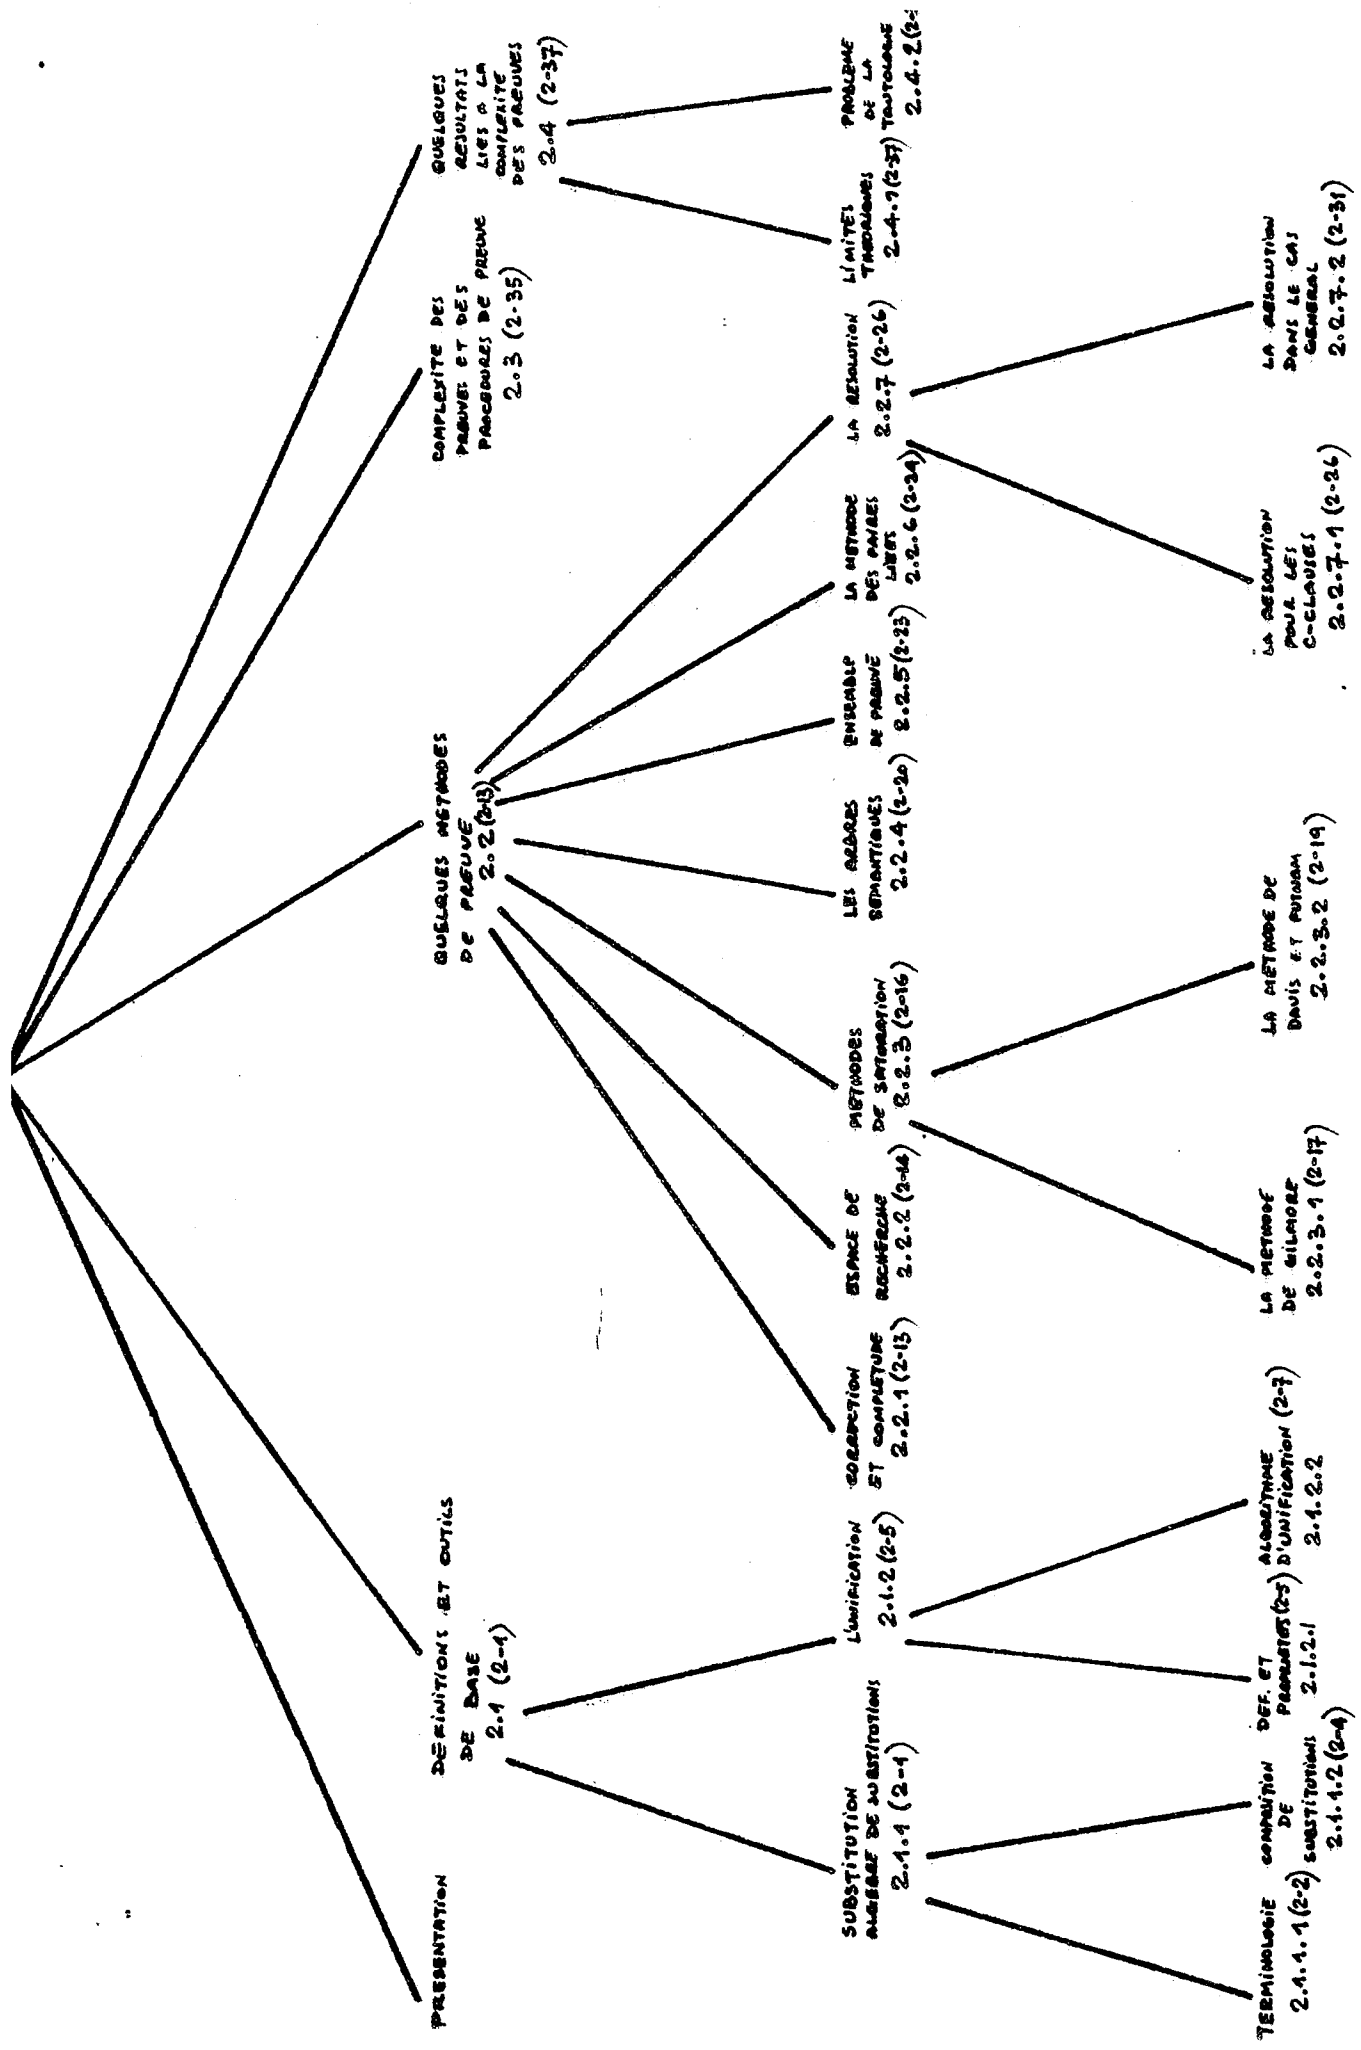 PRESENTATION
DEFINITIONS ET OUTILS
DE BASE
2.1 (2-1)
QUELQUES METHODES
DE PREUVE
2.2 (2-13)
COMPLEXITE DES
PREUVES ET DES
PROCEDURES DE PREUVE
2.3 (2-35)
QUELQUES
RESULTATS
LIES A LA
COMPLEXITE
DES PREUVES
2.4 (2-37)
SUBSTITUTION
ALGEBRE DE SUBSTITUTIONS
2.1.1 (2-1)
L'UNIFICATION
2.1.2 (2-5)
CORRECTION
ET COMPLETUDE
2.2.1 (2-13)
ESPACE DE
RECHERCHE
2.2.2 (2-14)
METHODES
DE SATURATION
2.2.3 (2-16)
LES ARBRES
SEMANTIQUES
2.2.4 (2-20)
ENSEMBLE
DE PREUVE
2.2.5 (2-23)
LA METHODE
DES PAIRES
LIEES
2.2.6 (2-24)
LA RESOLUTION
2.2.7 (2-26)
LIMITES
THEORIQUES
2.4.1 (2-37)
PROBLEME
DE LA
TAUTOLOGIE
2.4.2 (2-
TERMINOLOGIE
2.1.1.1 (2-2)
COMPOSITION
DE
SUBSTITUTIONS
2.1.1.2 (2-4)
DEF. ET
PROPRIETES (2-5)
2.1.2.1
ALGORITHME
D'UNIFICATION (2-7)
2.1.2.2
LA METHODE
DE GILMORE
2.2.3.1 (2-17)
LA METHODE DE
DAVIS ET PUTNAM
2.2.3.2 (2-19)
LA RESOLUTION
POUR LES
C-CLAUSES
2.2.7.1 (2-26)
LA RESOLUTION
DANS LE CAS
GENERAL
2.2.7.2 (2-31)